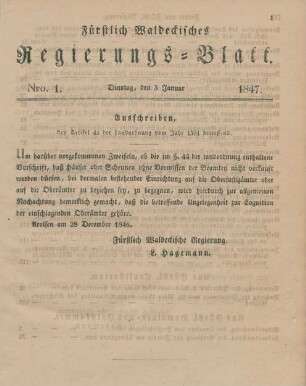 Fürstlich Waldeckisches
Regierungs-Blatt.
Nro. 1. Dienstag, den 5 Januar 1847.
Ausschreiben,
den Artikel 44 der Landordnung vom Jahr 1581 betreffend.
Um darüber vorgekommenen Zweifeln, ob die im §. 44 der Landordnung enthaltene
Vorschrift, daß Häuser oder Scheunen ohne Vorwissen der Beamten nicht verkauft
werden dürfen, bei dermalen bestehender Einrichtung auf die Oberjustizämter oder
auf die Oberämter zu beziehen sey, zu begegnen, wird hierdurch zur allgemeinen
Nachachtung bemerklich gemacht, daß die betreffende Angelegenheit zur Cognition
der einschlagenden Oberämter gehöre.
Arolsen am 28 December 1846.
Fürstlich Waldeckische Regierung.
L. Hagemann.